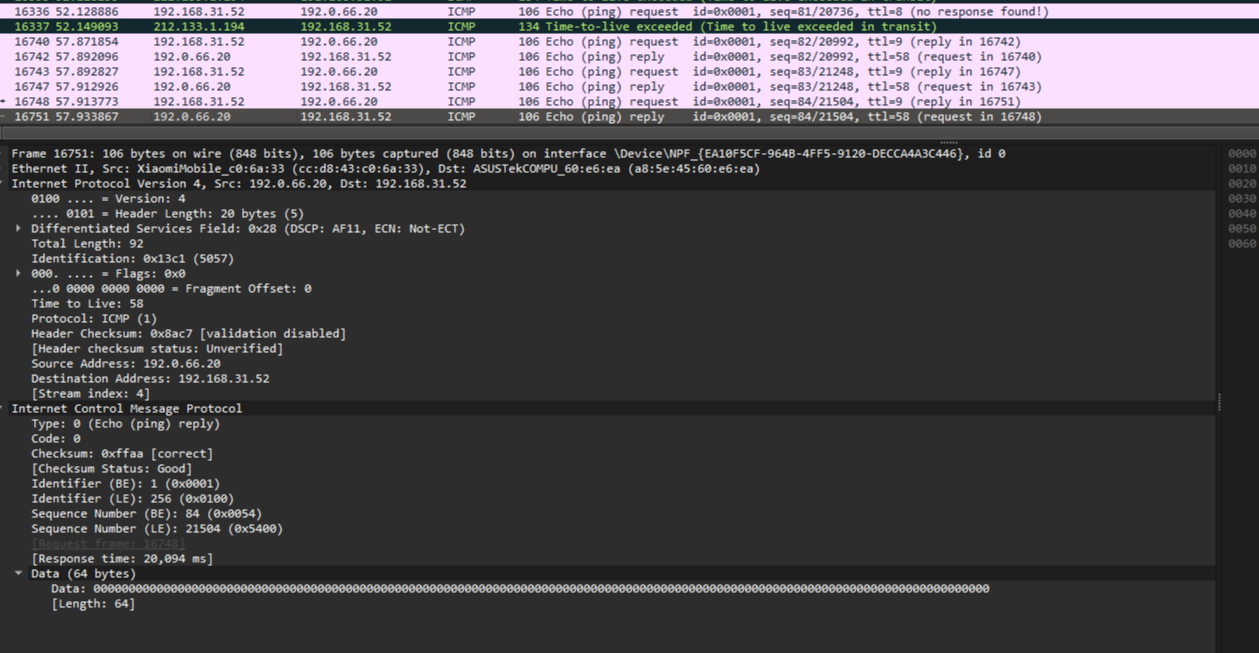 16336 52.128886 192.168.31.52 192.0.66.20 ICMP 106 Echo (ping) request id=0x0001, seq=81/20736, ttl=8 (no response found!)
16337 52.149093 212.133.1.194 192.168.31.52 ICMP 134 Time-to-live exceeded (Time to live exceeded in transit)
16740 57.871854 192.168.31.52 192.0.66.20 ICMP 106 Echo (ping) request id=0x0001, seq=82/20992, ttl=9 (reply in 16742)
16742 57.892096 192.0.66.20 192.168.31.52 ICMP 106 Echo (ping) reply id=0x0001, seq=82/20992, ttl=58 (request in 16740)
16743 57.892827 192.168.31.52 192.0.66.20 ICMP 106 Echo (ping) request id=0x0001, seq=83/21248, ttl=9 (reply in 16747)
16747 57.912926 192.0.66.20 192.168.31.52 ICMP 106 Echo (ping) reply id=0x0001, seq=83/21248, ttl=58 (request in 16743)
16748 57.913773 192.168.31.52 192.0.66.20 ICMP 106 Echo (ping) request id=0x0001, seq=84/21504, ttl=9 (reply in 16751)
16751 57.933867 192.0.66.20 192.168.31.52 ICMP 106 Echo (ping) reply id=0x0001, seq=84/21504, ttl=58 (request in 16748)
Frame 16751: 106 bytes on wire (848 bits), 106 bytes captured (848 bits) on interface \Device\NPF_{EA10F5CF-964B-4FF5-9120-DECCA4A3C446}, id 0
Ethernet II, Src: XiaomiMobile_c0:6a:33 (cc:d8:43:c0:6a:33), Dst: ASUSTekCOMPU_60:e6:ea (a8:5e:45:60:e6:ea)
Internet Protocol Version 4, Src: 192.0.66.20, Dst: 192.168.31.52
0100 .... = Version: 4
.... 0101 = Header Length: 20 bytes (5)
Differentiated Services Field: 0x28 (DSCP: AF11, ECN: Not-ECT)
Total Length: 92
Identification: 0x13c1 (5057)
000. .... = Flags: 0x0
...0 0000 0000 0000 = Fragment Offset: 0
Time to Live: 58
Protocol: ICMP (1)
Header Checksum: 0x8ac7 [validation disabled]
[Header checksum status: Unverified]
Source Address: 192.0.66.20
Destination Address: 192.168.31.52
[Stream index: 4]
Internet Control Message Protocol
Type: 0 (Echo (ping) reply)
Code: 0
Checksum: 0xffaa [correct]
[Checksum Status: Good]
Identifier (BE): 1 (0x0001)
Identifier (LE): 256 (0x0100)
Sequence Number (BE): 84 (0x0054)
Sequence Number (LE): 21504 (0x5400)
[Request frame: 16748]
[Response time: 20,094 ms]
Data (64 bytes)
Data: 00000000000000000000000000000000000000000000000000000000000000000000000000000000000000000000000000000000000000000000000000000000
[Length: 64]
0000
0010
0020
0030
0040
0050
0060